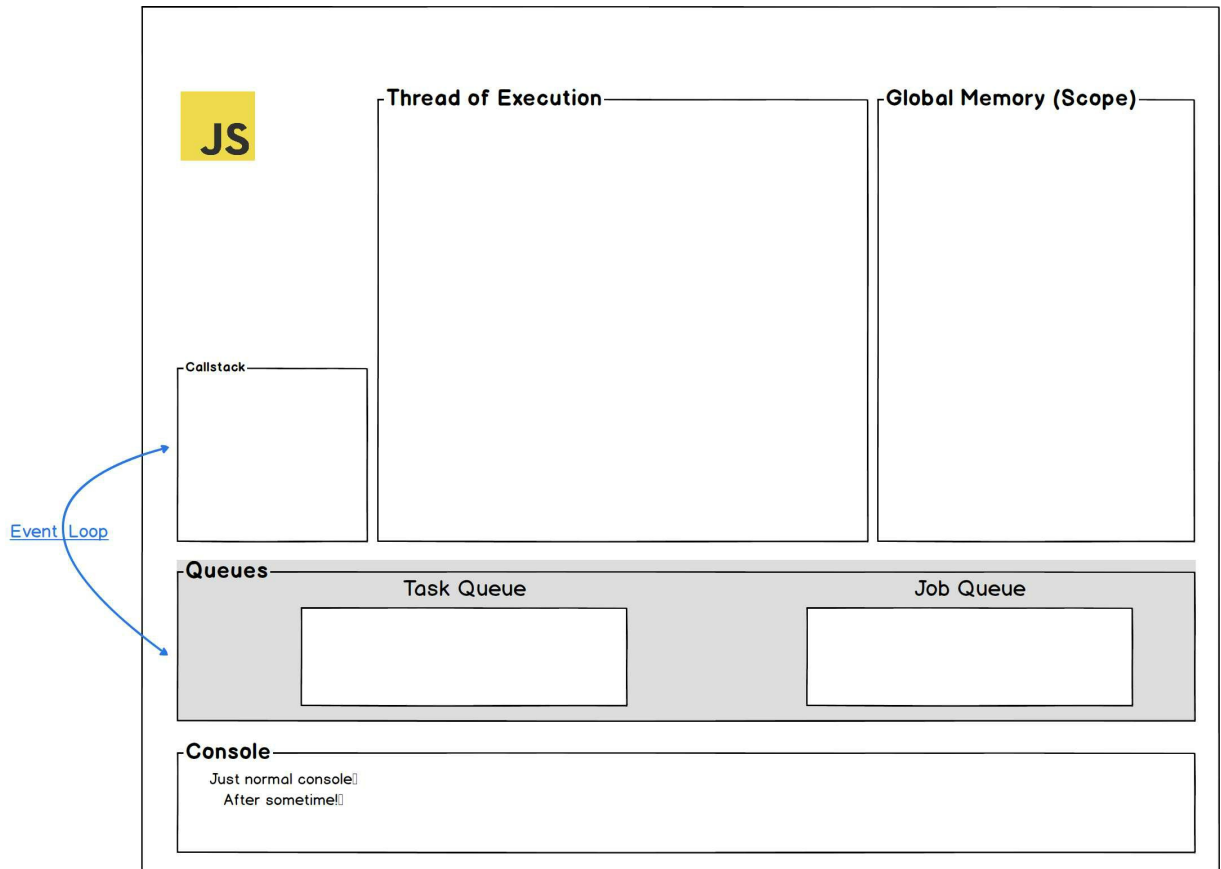 JS
Thread of Execution
Global Memory (Scope)
Callstack
Event Loop
Queues
Task Queue
Job Queue
Console
Just normal console
After sometime!